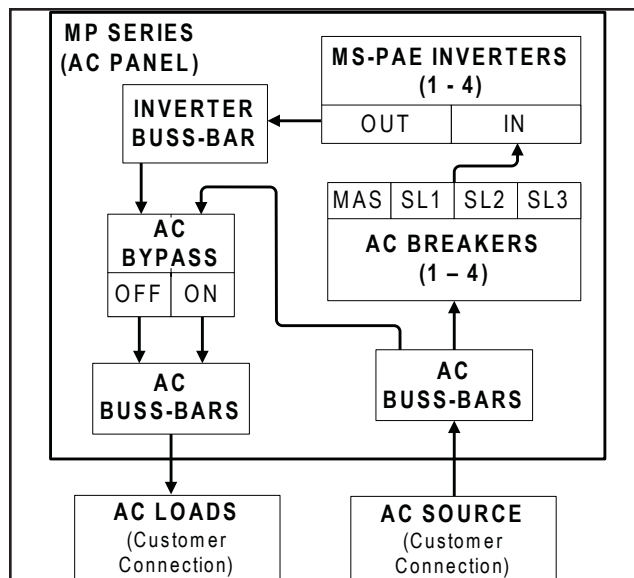 MP SERIES
(AC PANEL)
MS-PAE INVERTERS
(1 - 4)
OUT IN
INVERTER
BUSS-BAR
MAS SL1 SL2 SL3
AC BREAKERS
(1 – 4)
AC
BYPASS
OFF ON
AC
BUSS-BARS
AC
BUSS-BARS
AC LOADS
(Customer
Connection)
AC SOURCE
(Customer
Connection)